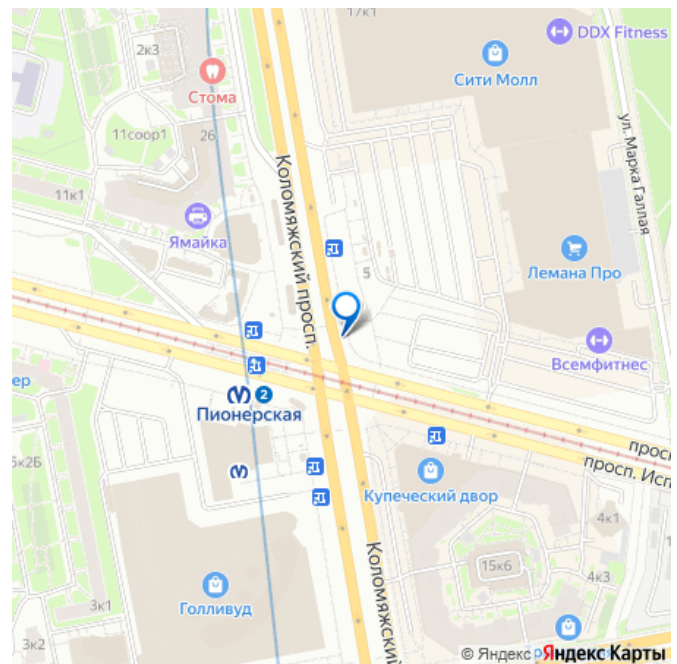 17к1
DDX Fitness
2к3
Сити Молл
Стома
11соор1
26
ул. Марка Галлая
Коломяжский просп.
11к1
Ямайка
5
Лемана Про
Всемфитнес
ер
2
Пионерская
просп
5к2Б
просп. Исп
Купеческий двор
4к1
15к6
Коломяжский
4к3
3к1
Голливуд
3к2
© Яндекс Яндекс Карты